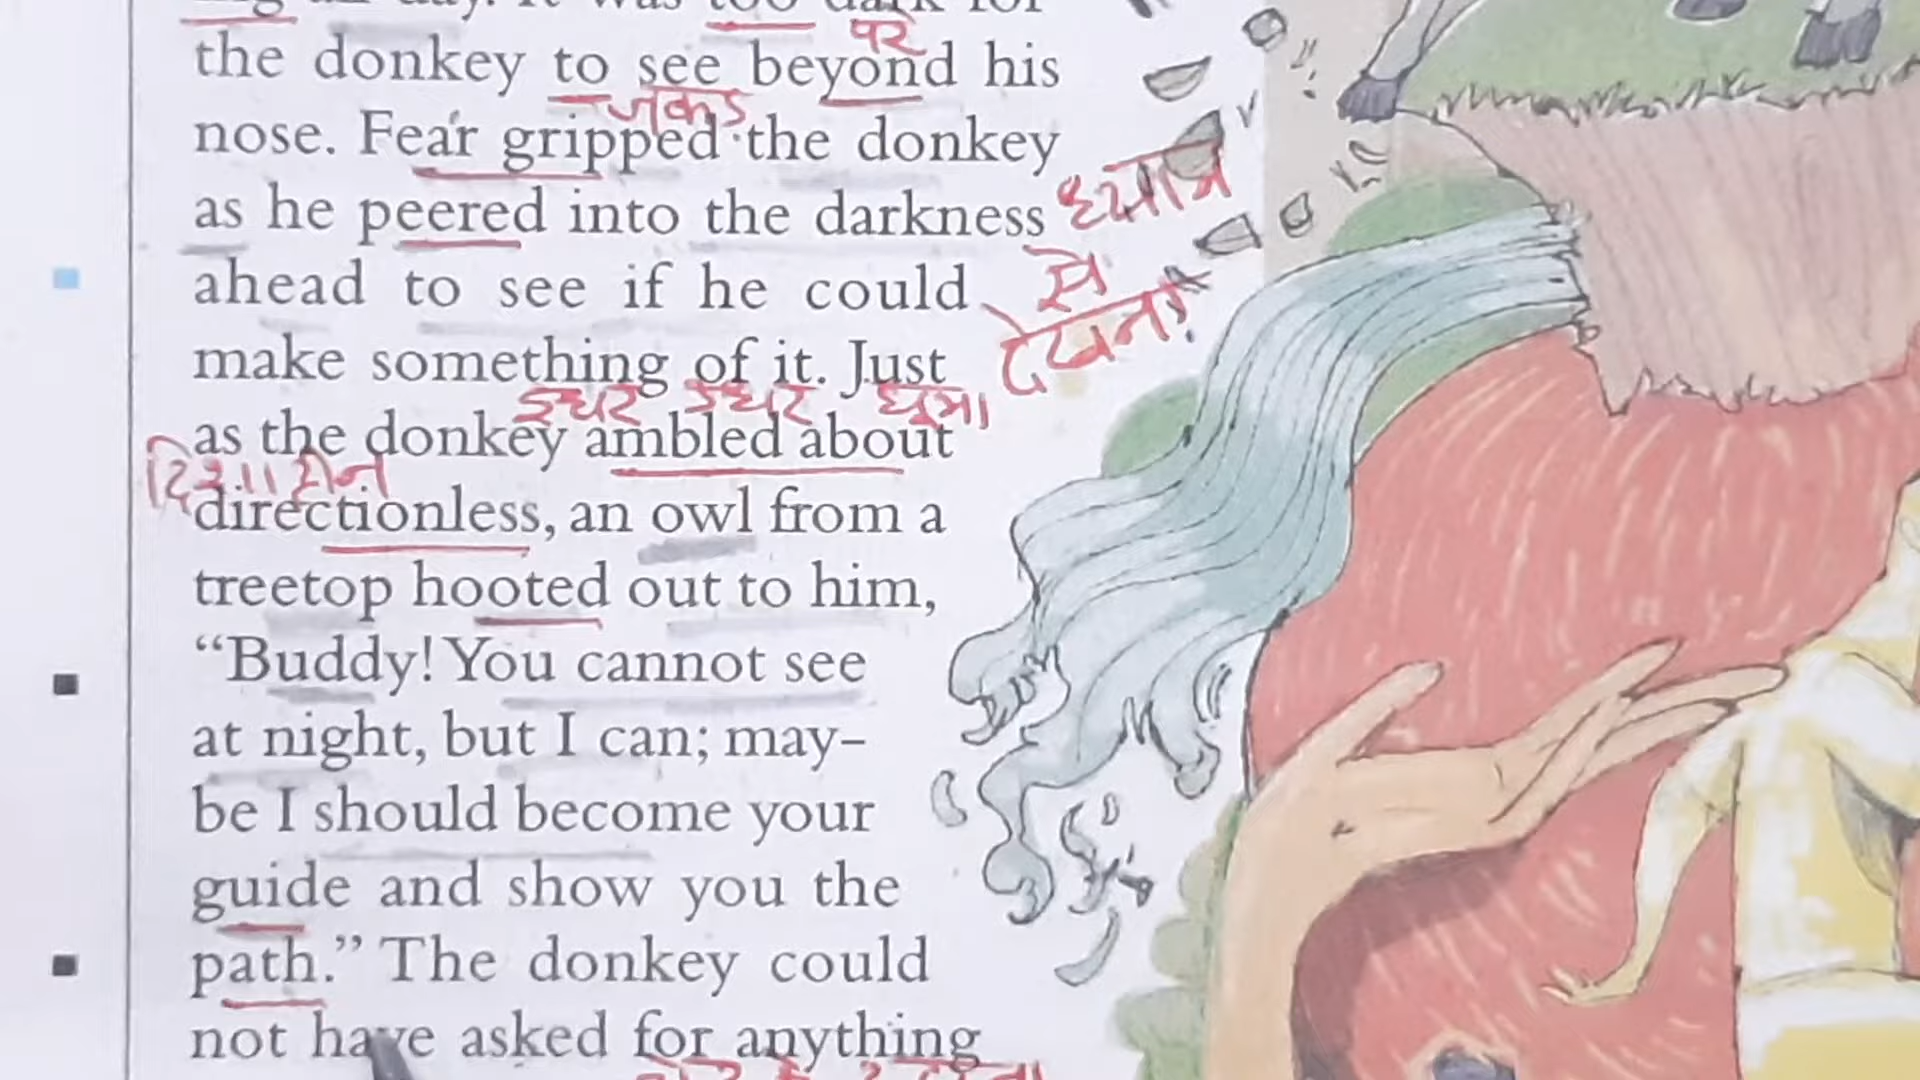 too dark for
पर
the donkey to see beyond his
जकड़
nose. Fear gripped the donkey
as he peered into the darkness ध्यान
से
ahead to see if he could
देखना
make something of it. Just
इधर उधर घूमा
as the donkey ambled about
दिशाहीन
directionless, an owl from a
treetop hooted out to him,
“Buddy! You cannot see
at night, but I can; may-
be I should become your
guide and show you the
path.” The donkey could
not have asked for anything